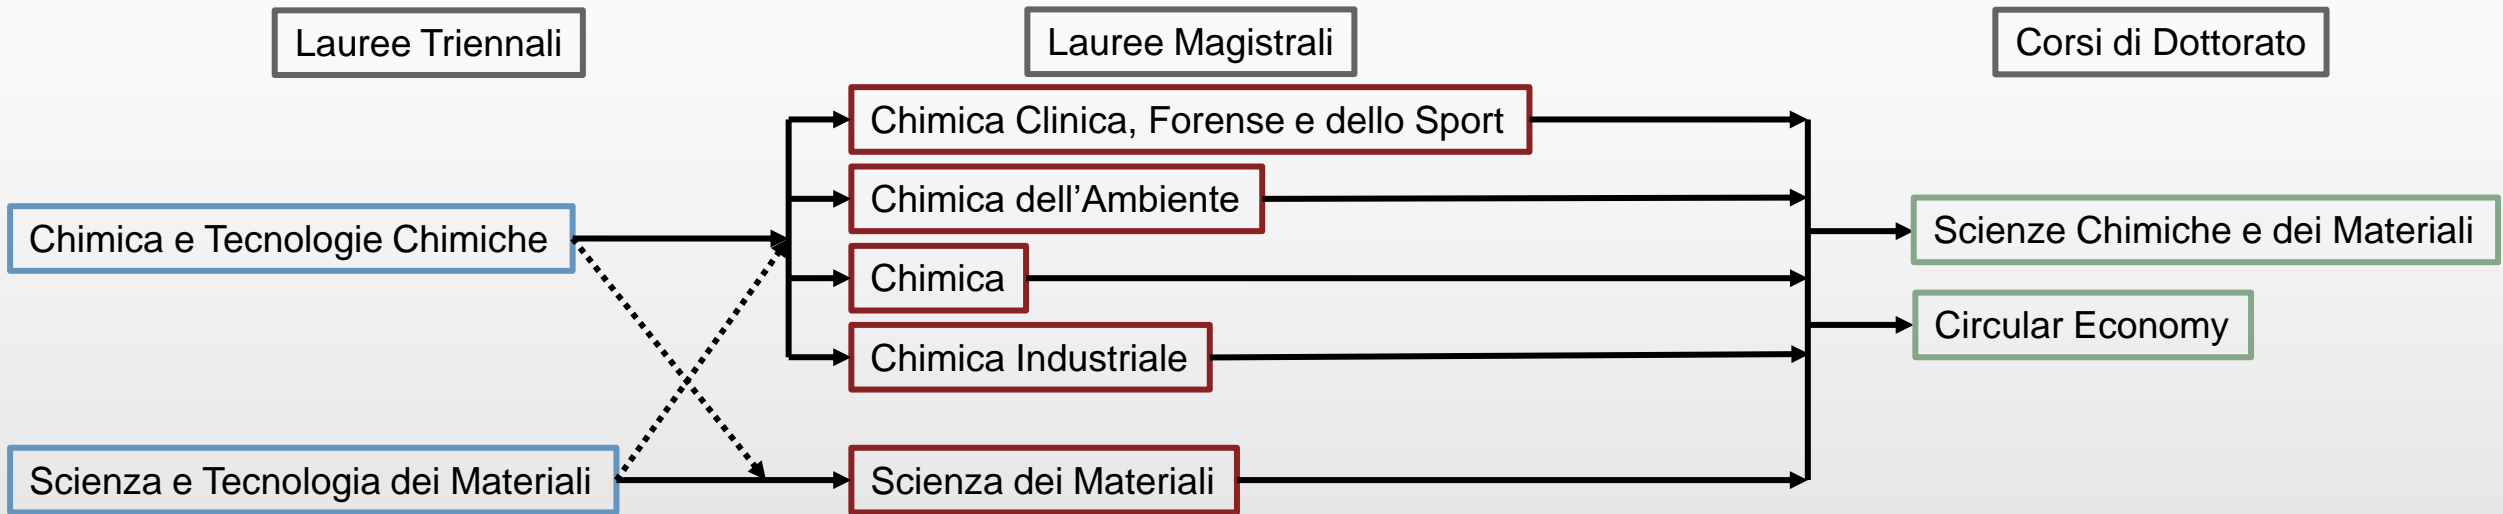 Lauree Triennali
Lauree Magistrali
Corsi di Dottorato
Chimica Clinica, Forense e dello Sport
Chimica dell’Ambiente
Chimica e Tecnologie Chimiche
Scienze Chimiche e dei Materiali
Chimica
Circular Economy
Chimica Industriale
Scienza e Tecnologia dei Materiali
Scienza dei Materiali